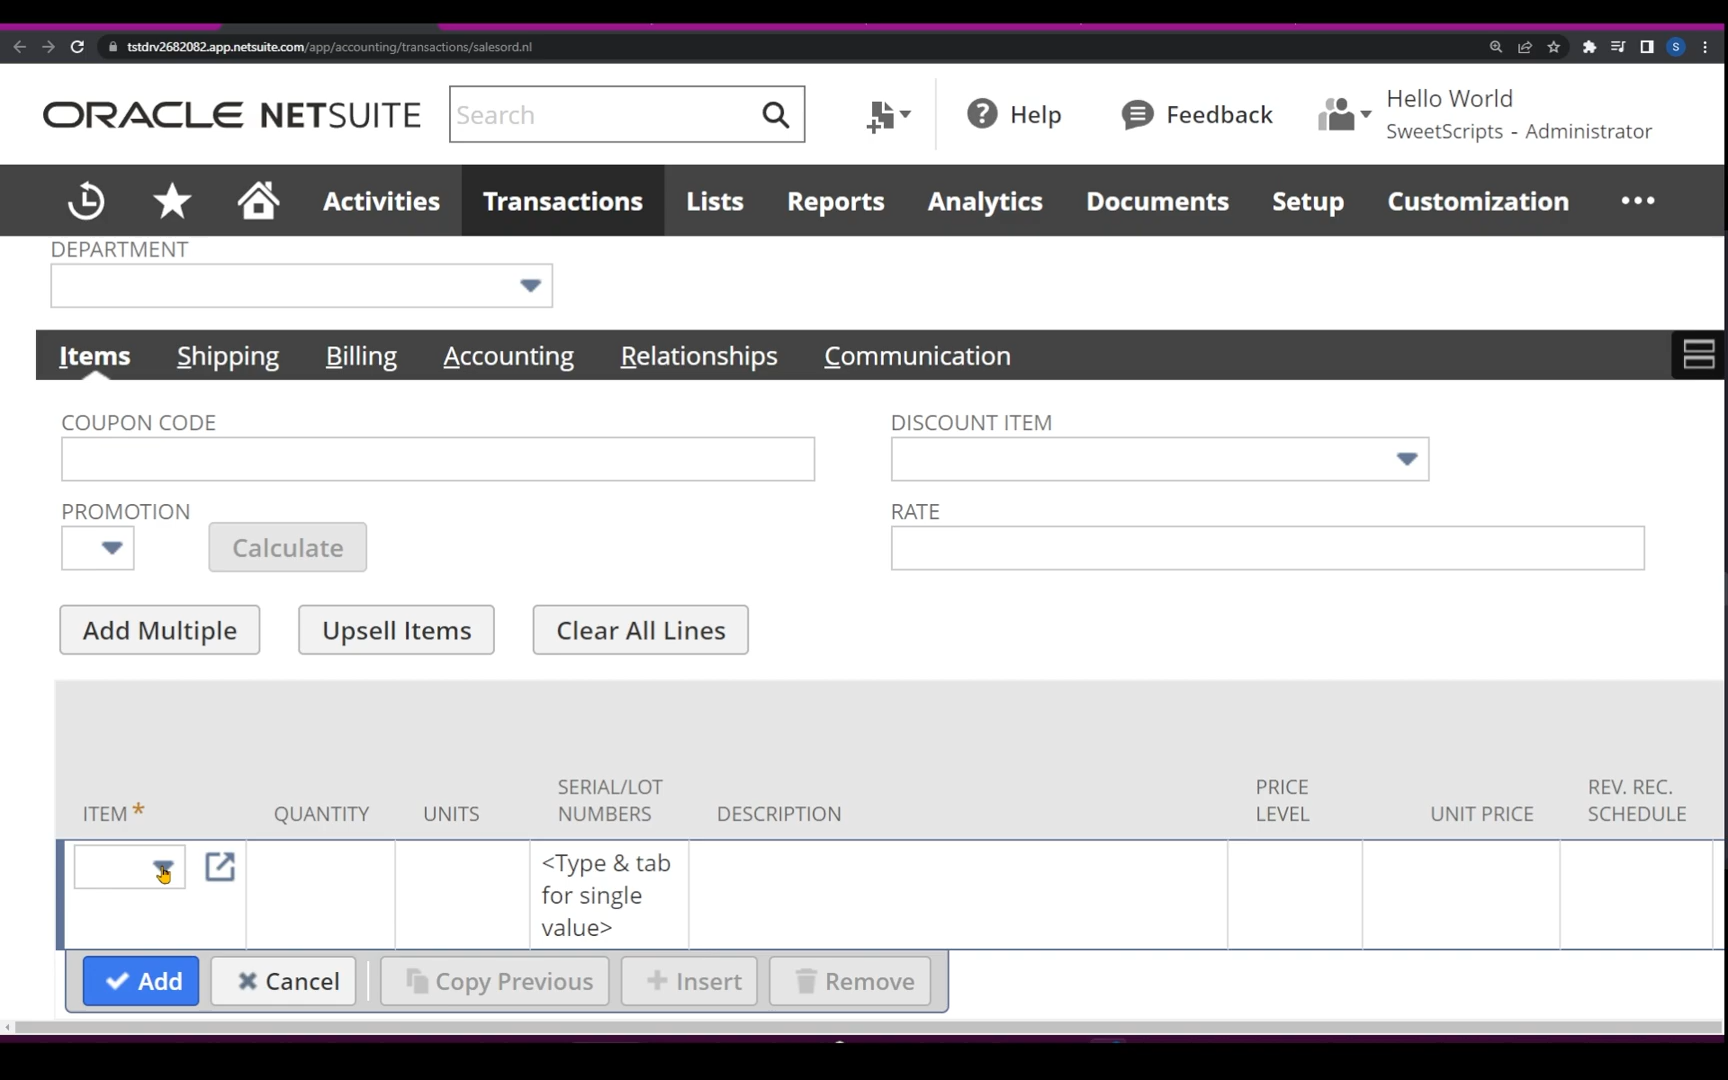 tstdrv2682082.app.netsuite.com/app/accounting/transactions/salesord.nl
S
ORACLE NETSUITE
Search
Help
Feedback
Hello World
SweetScripts - Administrator
Activities
Transactions
Lists
Reports
Analytics
Documents
Setup
Customization
DEPARTMENT
Items
Shipping
Billing
Accounting
Relationships
Communication
COUPON CODE
DISCOUNT ITEM
PROMOTION
Calculate
RATE
Add Multiple
Upsell Items
Clear All Lines
ITEM *
QUANTITY
UNITS
SERIAL/LOT
NUMBERS
DESCRIPTION
PRICE
LEVEL
UNIT PRICE
REV. REC.
SCHEDULE
<Type & tab
for single
value>
Add
Cancel
Copy Previous
Insert
Remove